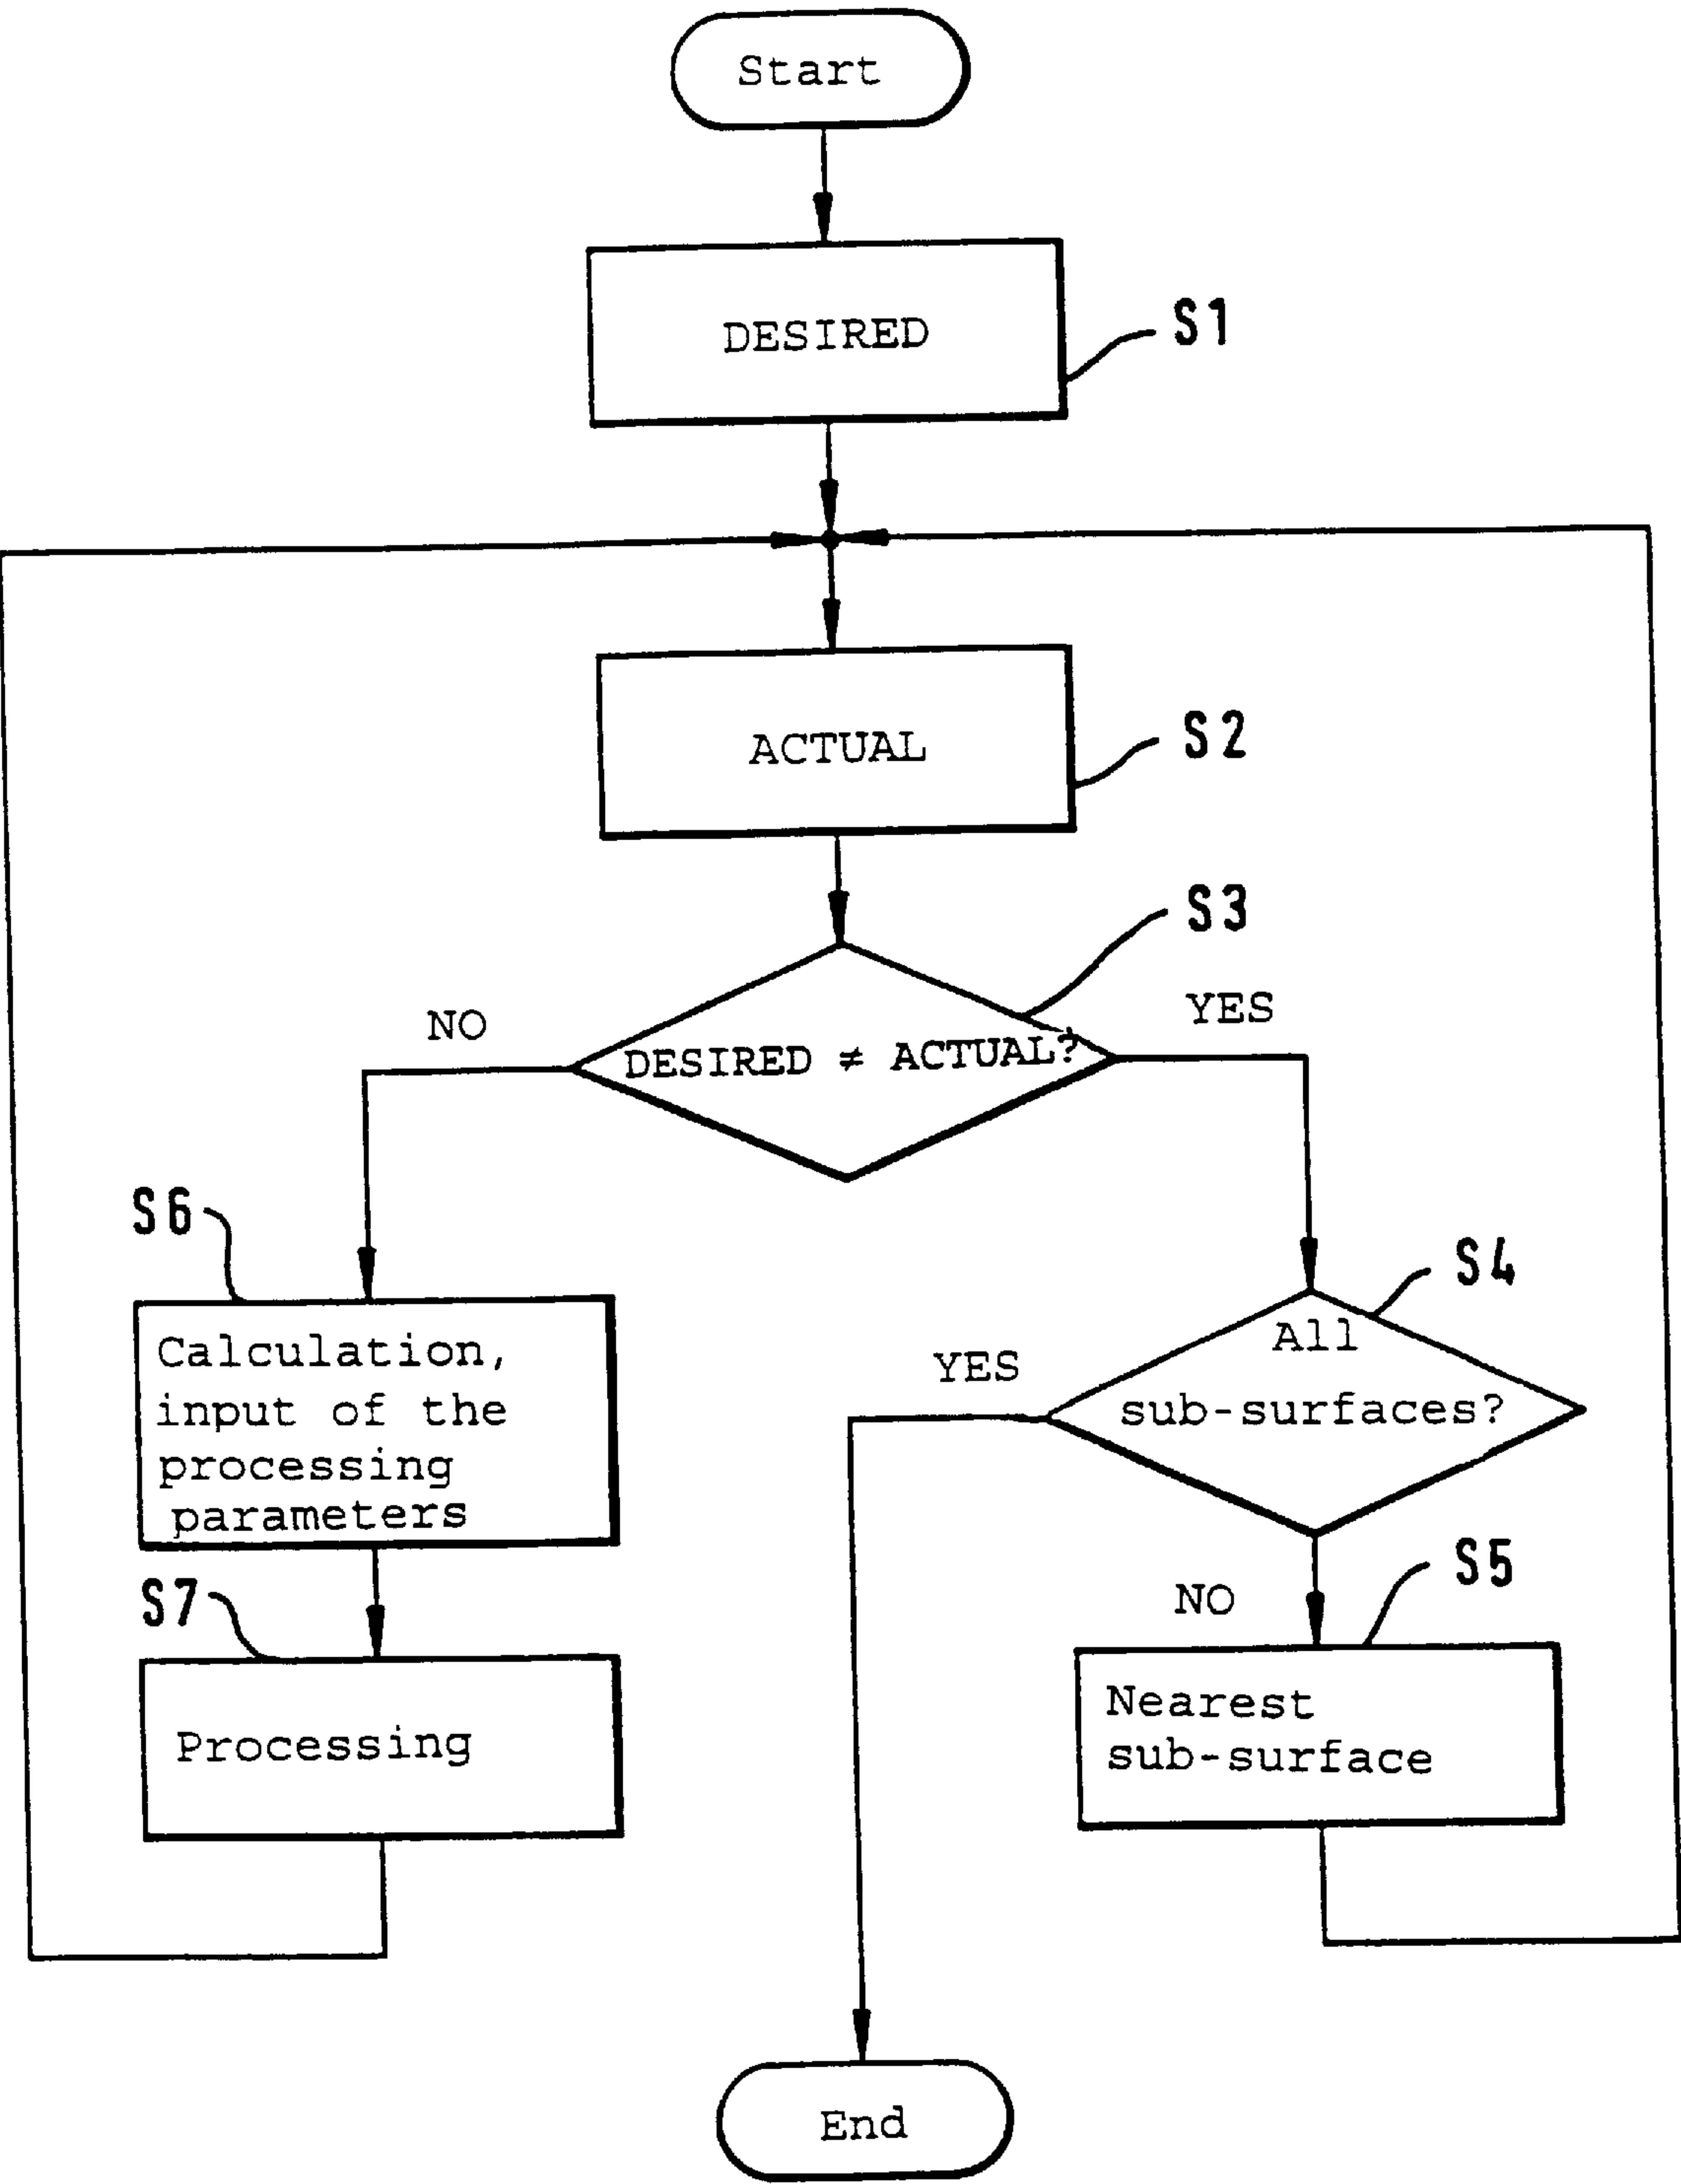 Start
DESIRED
S1
ACTUAL
S2
S3
NO
YES
DESIRED ≠ ACTUAL?
S6
S4
Calculation,
input of the
processing
parameters
YES
All
sub-surfaces?
S7
NO
S5
Processing
Nearest
sub-surface
End